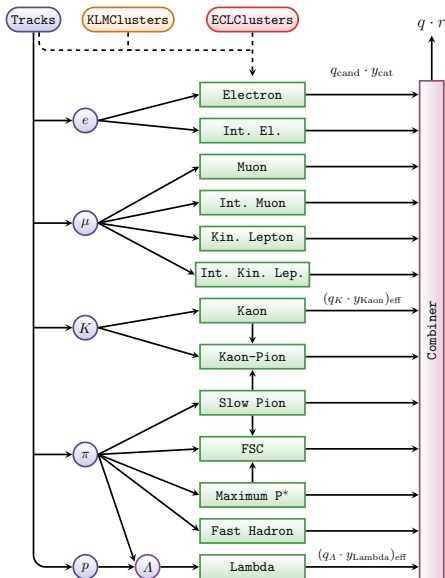 Tracks KLMClusters ECLClusters q · r
q_cand · y_cat
Electron
e
Int. El.
Muon
Int. Muon
μ
Kin. Lepton
Int. Kin. Lep.
(q_K · y_Kaon)_eff
Kaon
K
Kaon-Pion
Combiner
Slow Pion
π
FSC
Maximum P*
Fast Hadron
(q_Λ · y_Lambda)_eff
p Λ Lambda